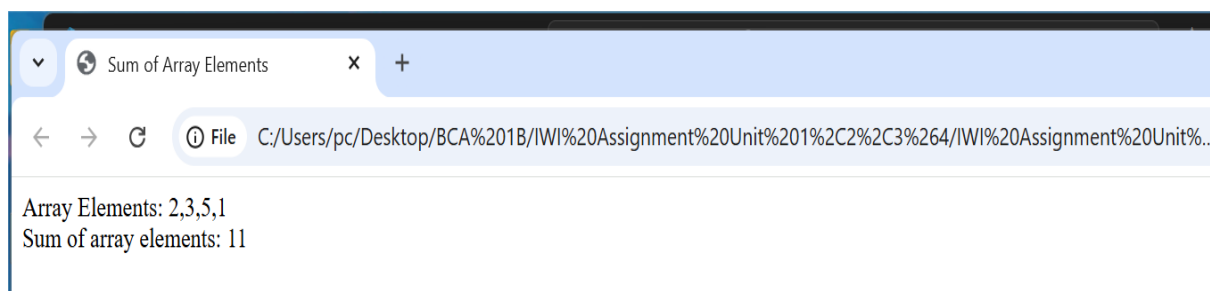 Sum of Array Elements
File C:/Users/pc/Desktop/BCA%201B/IWI%20Assignment%20Unit%201%2C2%2C3%264/IWI%20Assignment%20Unit%...
Array Elements: 2,3,5,1
Sum of array elements: 11